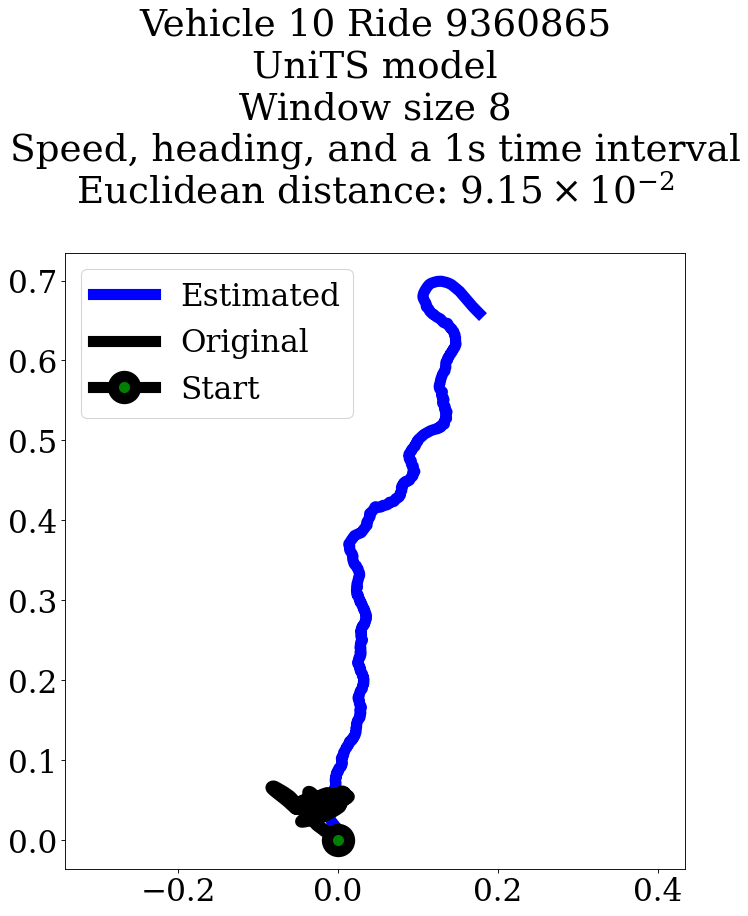 Vehicle 10 Ride 9360865
UniTS model
Window size 8
Speed, heading, and a 1s time interval
Euclidean distance: 9.15 × 10⁻²
Estimated
Original
Start
0.7
0.6
0.5
0.4
0.3
0.2
0.1
0.0
−0.2 0.0 0.2 0.4